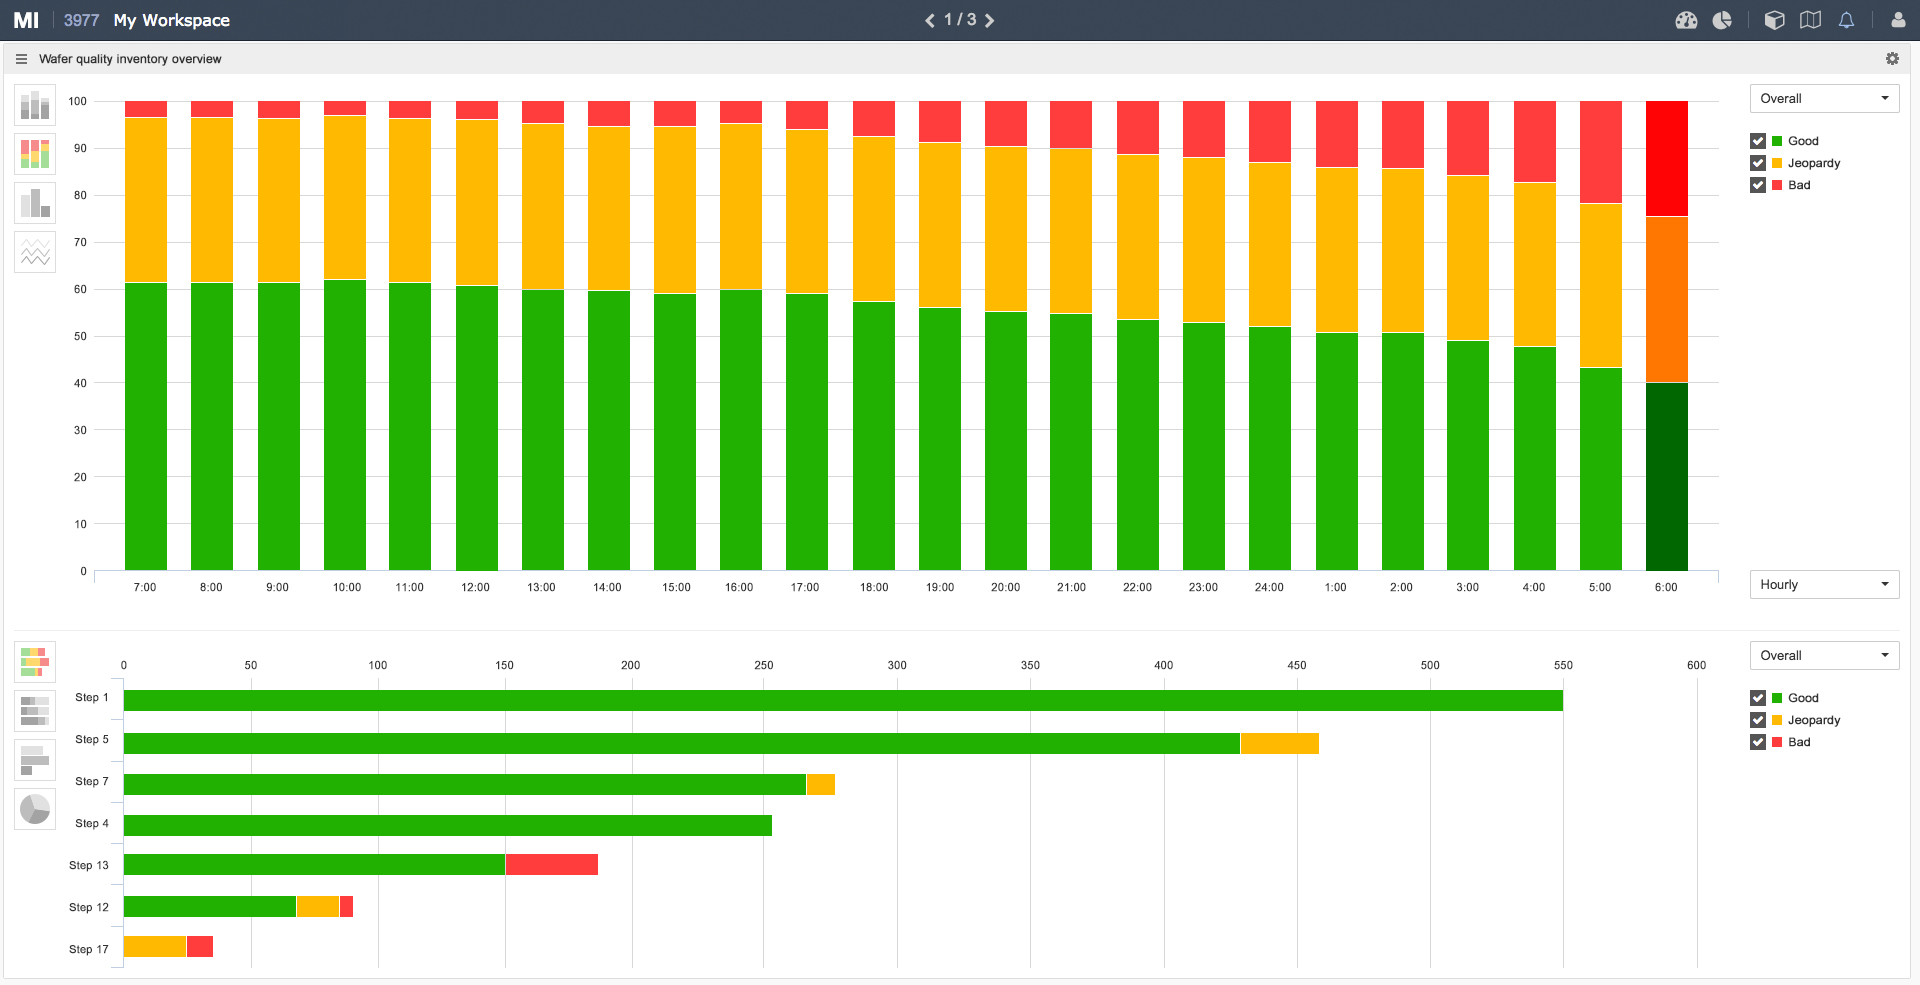 MI 3977 My Workspace 1 / 3
Wafer quality inventory overview
100
90
80
70
60
50
40
30
20
10
0
7:00 8:00 9:00 10:00 11:00 12:00 13:00 14:00 15:00 16:00 17:00 18:00 19:00 20:00 21:00 22:00 23:00 24:00 1:00 2:00 3:00 4:00 5:00 6:00
Overall
Good
Jeopardy
Bad
Hourly
0 50 100 150 200 250 300 350 400 450 500 550 600
Step 1
Step 5
Step 7
Step 4
Step 13
Step 12
Step 17
Overall
Good
Jeopardy
Bad